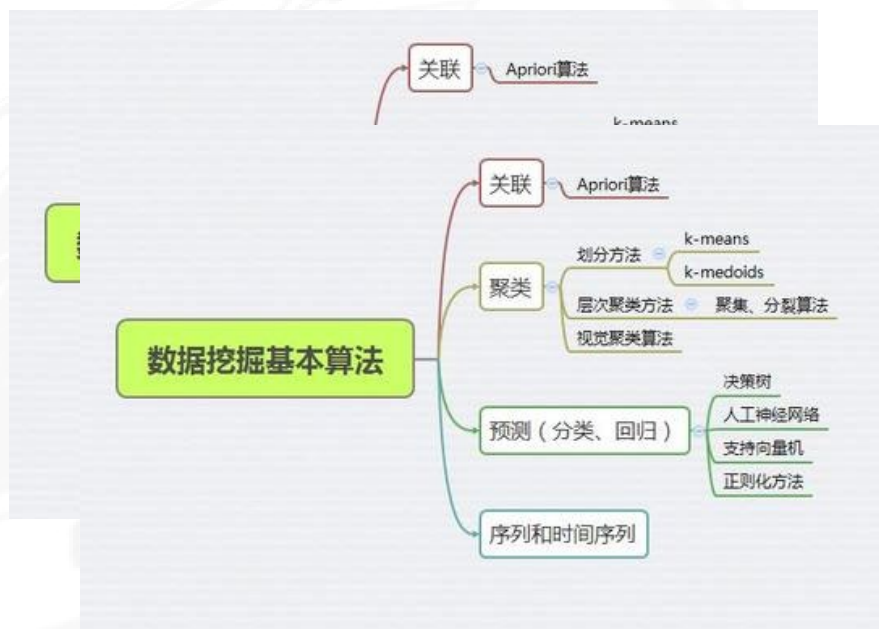 关联
Apriori算法
k-means
关联
Apriori算法
聚类
划分方法
k-means
k-medoids
层次聚类方法
聚集、分裂算法
视觉聚类算法
数据挖掘基本算法
预测（分类、回归）
决策树
人工神经网络
支持向量机
正则化方法
序列和时间序列